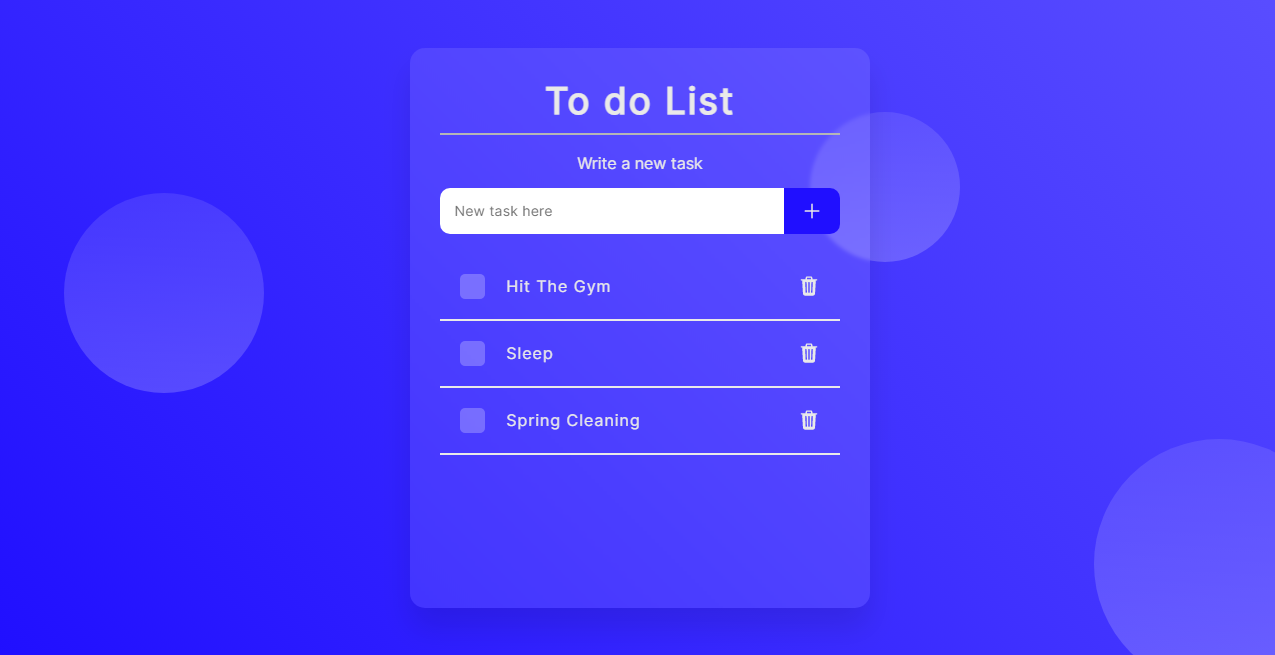 To do List
Write a new task
New task here
Hit The Gym
Sleep
Spring Cleaning